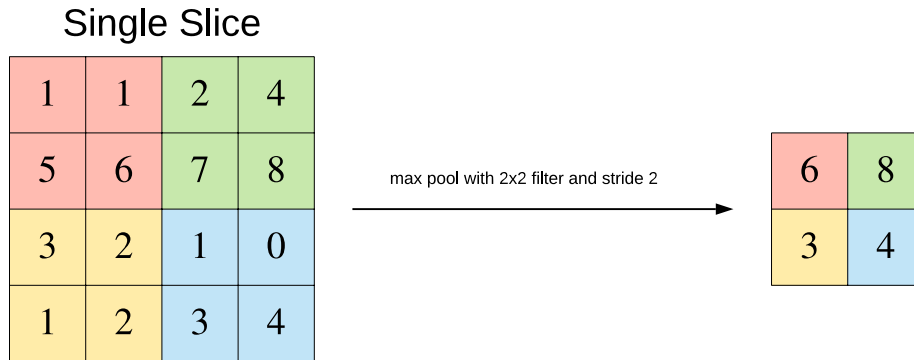 Single Slice
1 1 2 4
5 6 7 8
max pool with 2x2 filter and stride 2
6 8
3 2 1 0
3 4
1 2 3 4